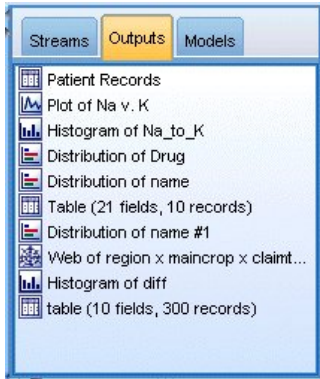 Streams Outputs Models
Patient Records
Plot of Na v. K
Histogram of Na_to_K
Distribution of Drug
Distribution of name
Table (21 fields, 10 records)
Distribution of name #1
Web of region x maincrop x claimt...
Histogram of diff
table (10 fields, 300 records)